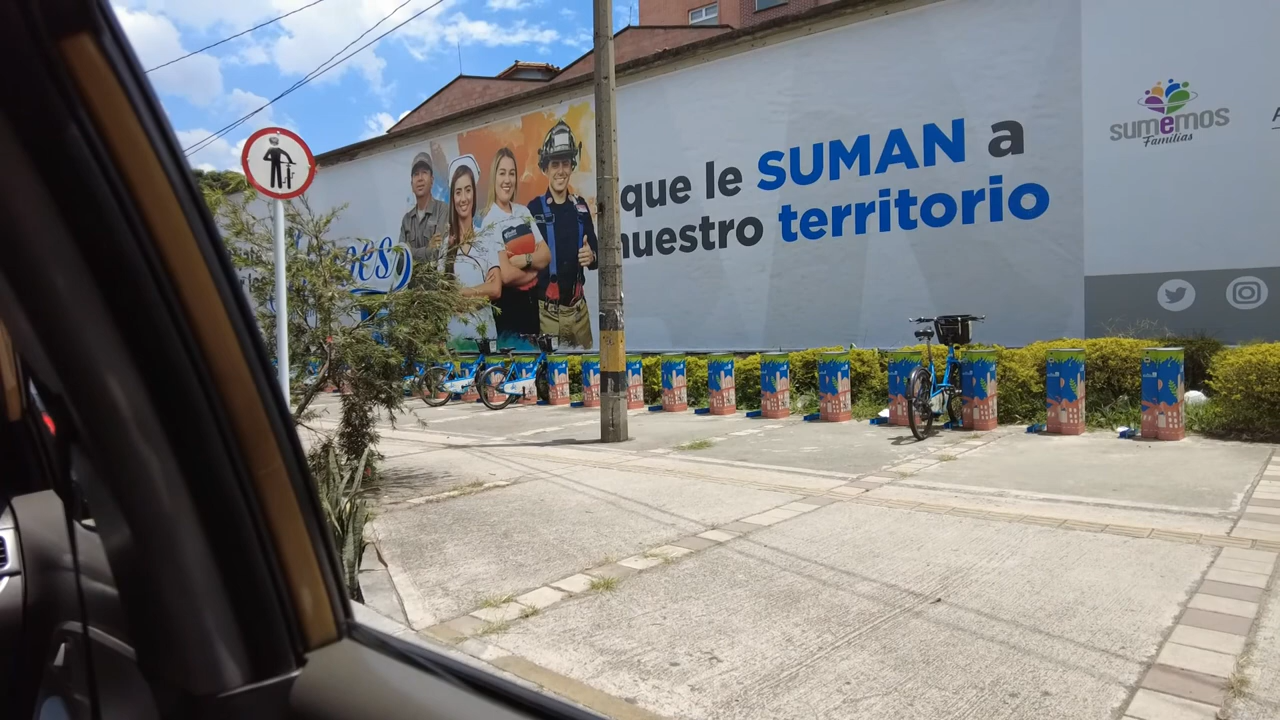 que le SUMAN a
nuestro territorio
sumemos
Familias